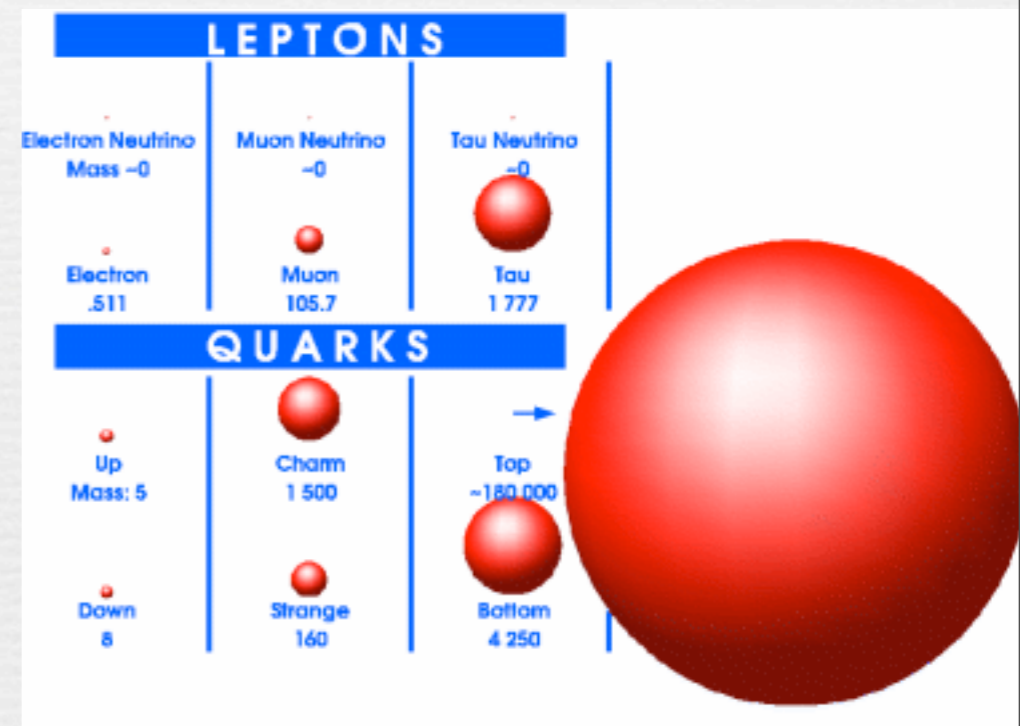 LEPTONS
Electron Neutrino
Mass ~0
Muon Neutrino
~0
Tau Neutrino
~0
Electron
.511
Muon
105.7
Tau
1 777
QUARKS
Up
Mass: 5
Charm
1 500
Top
~180 000
Down
8
Strange
160
Bottom
4 250